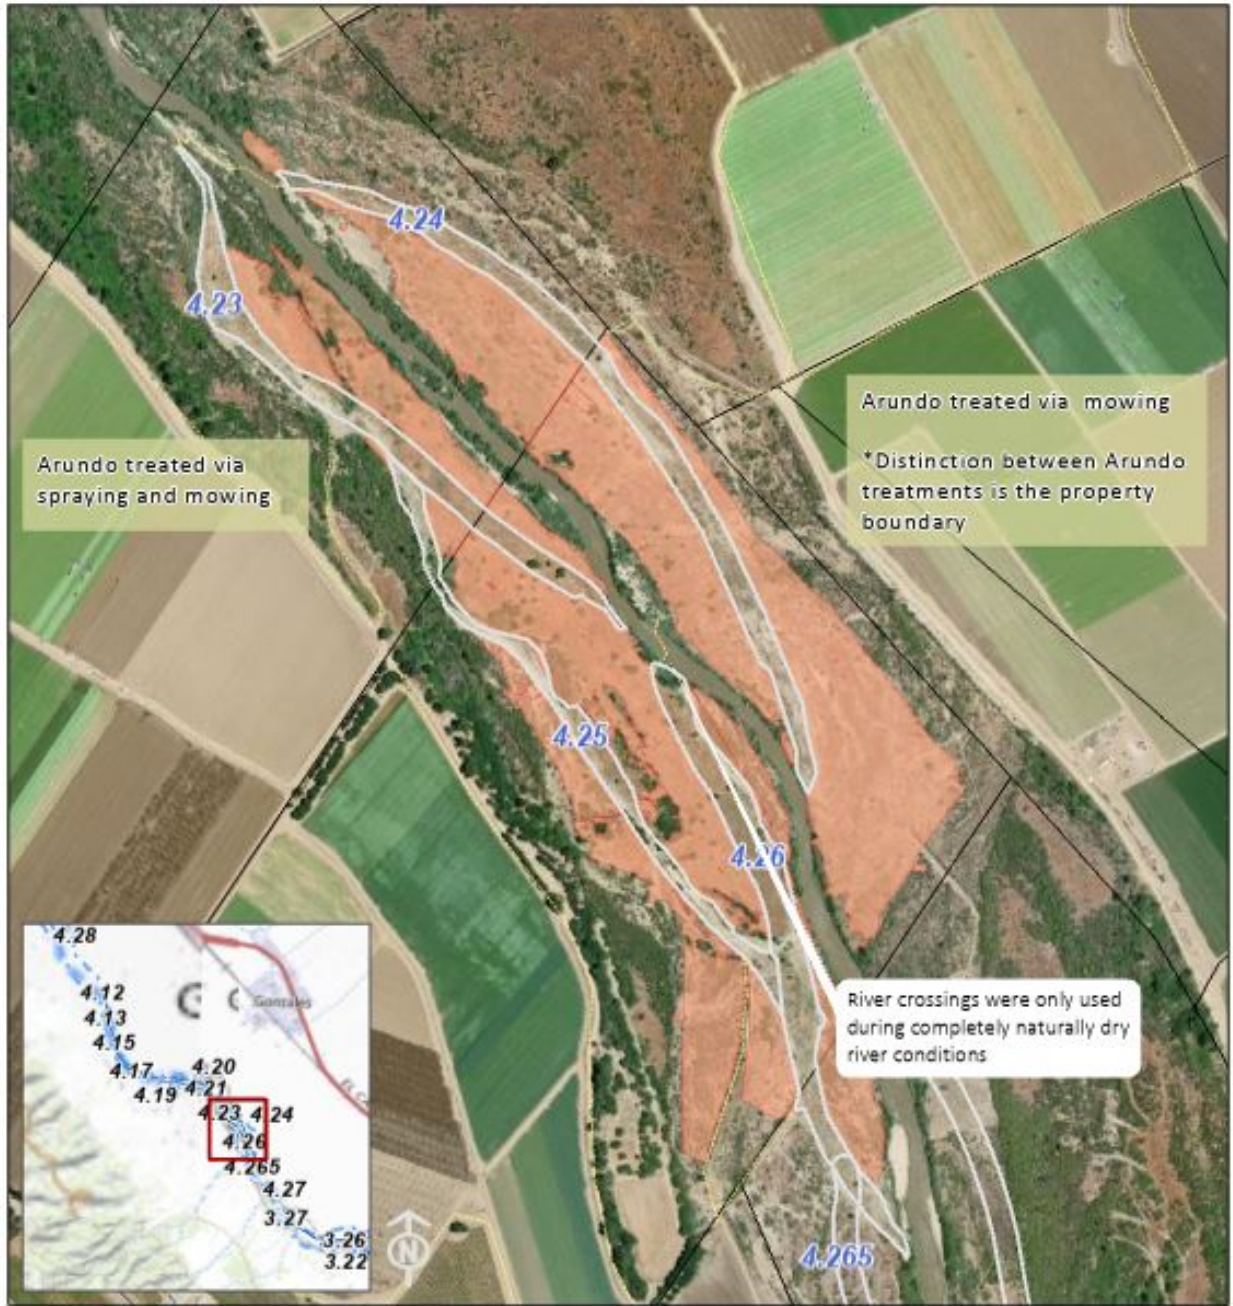 4.24
4.23
Arundo treated via mowing
*Distinction between Arundo
treatments is the property
boundary
Arundo treated via
spraying and mowing
4.25
4.26
River crossings were only used
during completely naturally dry
river conditions
4.265
4.28
4.12
4.13
4.15
4.17
4.19
4.20
4.21
4.23
4.24
4.26
4.265
4.27
3.27
3.26
3.22
Gonzales
N